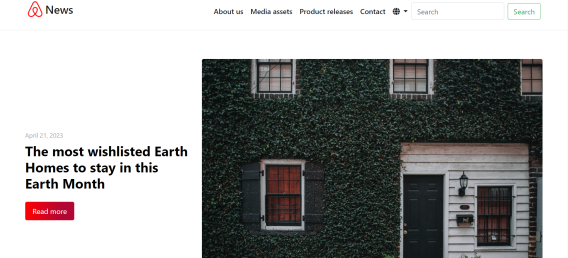 News
About us Media assets Product releases Contact Search Search
April 21, 2023
The most wishlisted Earth
Homes to stay in this
Earth Month
Read more